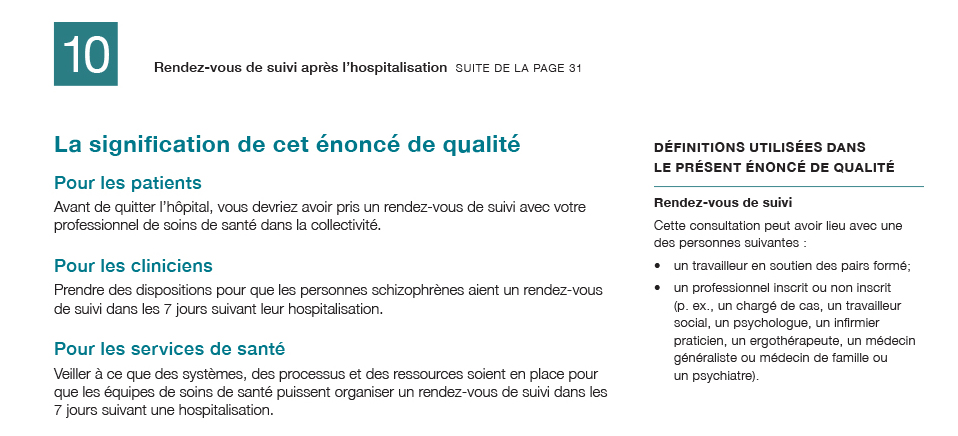 10
Rendez-vous de suivi après l’hospitalisation SUITE DE LA PAGE 31
La signification de cet énoncé de qualité
Pour les patients
Avant de quitter l’hôpital, vous devriez avoir pris un rendez-vous de suivi avec votre
professionnel de soins de santé dans la collectivité.
Pour les cliniciens
Prendre des dispositions pour que les personnes schizophrènes aient un rendez-vous
de suivi dans les 7 jours suivant leur hospitalisation.
Pour les services de santé
Veiller à ce que des systèmes, des processus et des ressources soient en place pour
que les équipes de soins de santé puissent organiser un rendez-vous de suivi dans les
7 jours suivant une hospitalisation.
DÉFINITIONS UTILISÉES DANS
LE PRÉSENT ÉNONCÉ DE QUALITÉ
Rendez-vous de suivi
Cette consultation peut avoir lieu avec une
des personnes suivantes :
• un travailleur en soutien des pairs formé;
• un professionnel inscrit ou non inscrit
(p. ex., un chargé de cas, un travailleur
social, un psychologue, un infirmier
praticien, un ergothérapeute, un médecin
généraliste ou médecin de famille ou
un psychiatre).